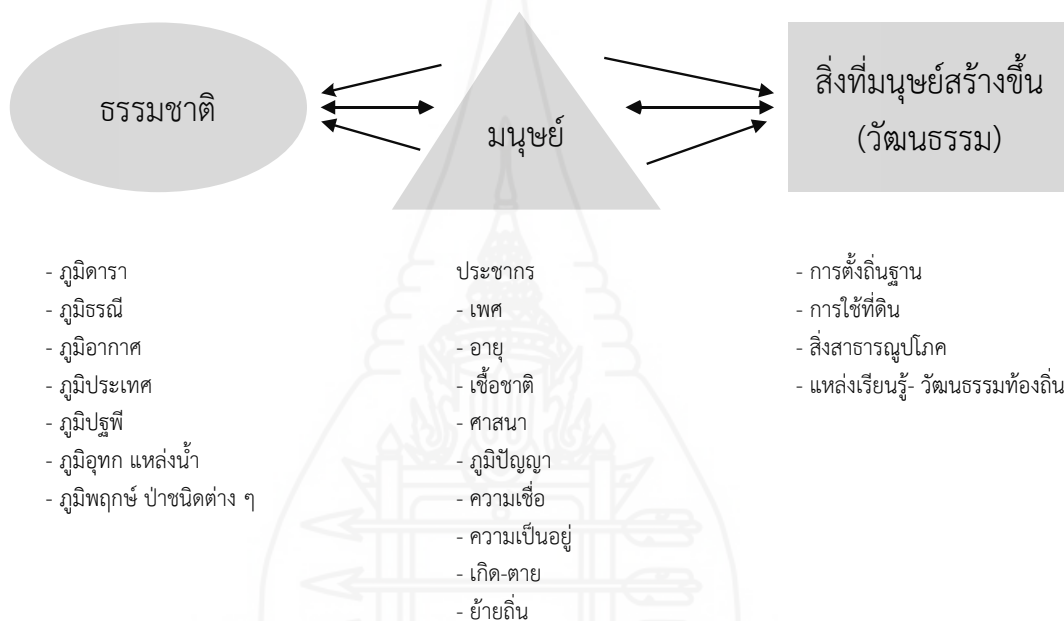 ธรรมชาติ
มนุษย์
สิ่งที่มนุษย์สร้างขึ้น
(วัฒนธรรม)
- ภูมิดารา
- ภูมิธรณี
- ภูมิอากาศ
- ภูมิประเทศ
- ภูมิปฐพี
- ภูมิอุทก แหล่งน้ำ
- ภูมิพฤกษ์ ป่าชนิดต่าง ๆ
ประชากร
- เพศ
- อายุ
- เชื้อชาติ
- ศาสนา
- ภูมิปัญญา
- ความเชื่อ
- ความเป็นอยู่
- เกิด-ตาย
- ย้ายถิ่น
- การตั้งถิ่นฐาน
- การใช้ที่ดิน
- สิ่งสาธารณูปโภค
- แหล่งเรียนรู้- วัฒนธรรมท้องถิ่น